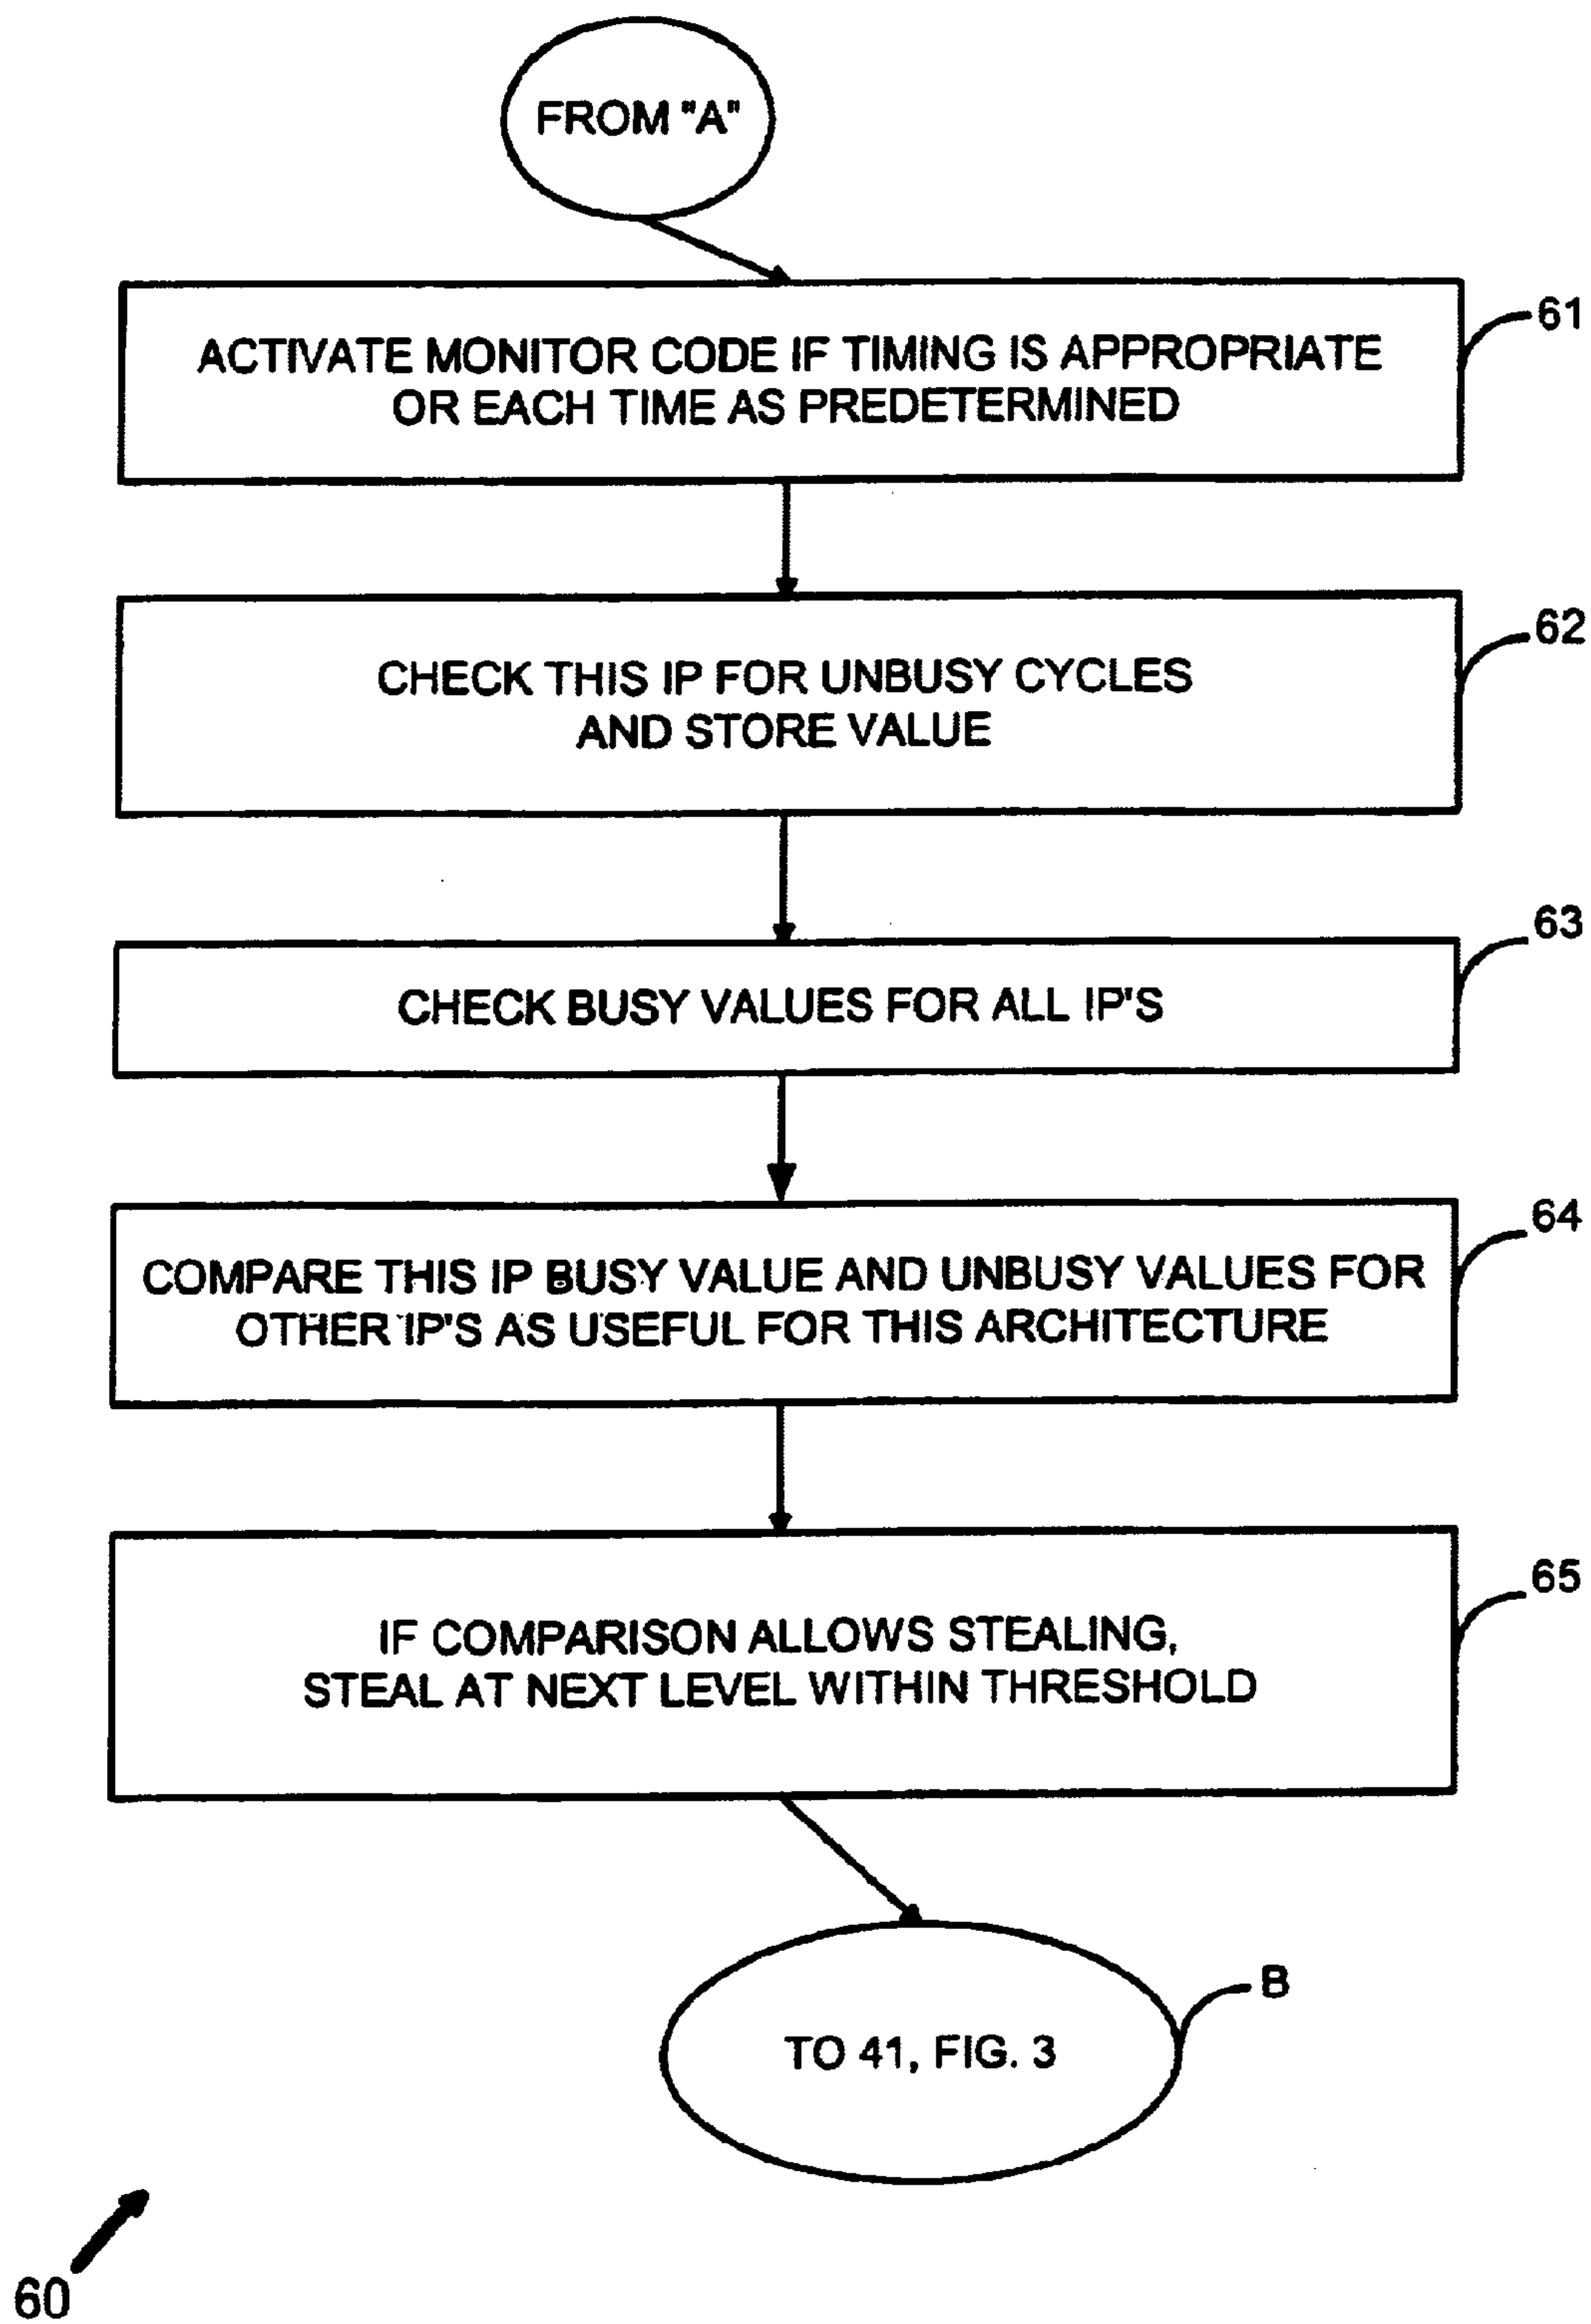 FROM "A"
ACTIVATE MONITOR CODE IF TIMING IS APPROPRIATE
OR EACH TIME AS PREDETERMINED
61
CHECK THIS IP FOR UNBUSY CYCLES
AND STORE VALUE
62
CHECK BUSY VALUES FOR ALL IP'S
63
COMPARE THIS IP BUSY VALUE AND UNBUSY VALUES FOR
OTHER IP'S AS USEFUL FOR THIS ARCHITECTURE
64
IF COMPARISON ALLOWS STEALING,
STEAL AT NEXT LEVEL WITHIN THRESHOLD
65
TO 41, FIG. 3
B
60